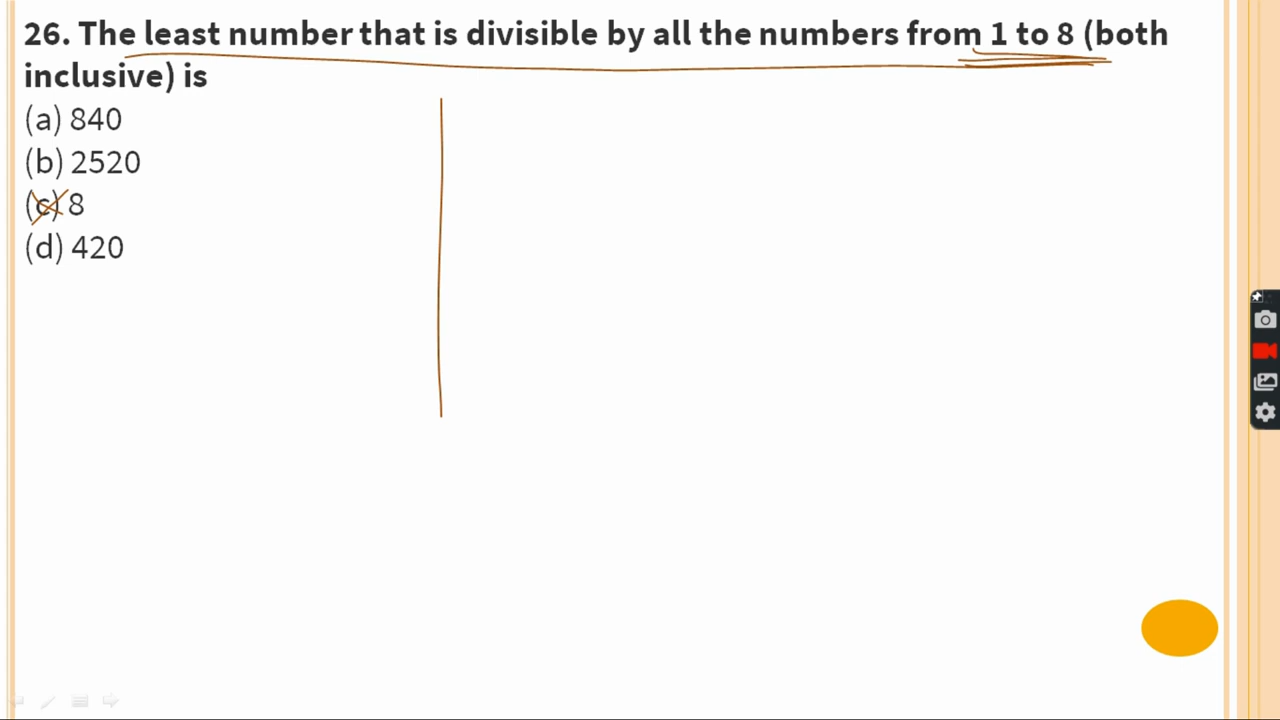 26. The least number that is divisible by all the numbers from 1 to 8 (both
inclusive) is
(a) 840
(b) 2520
(c) 8
(d) 420